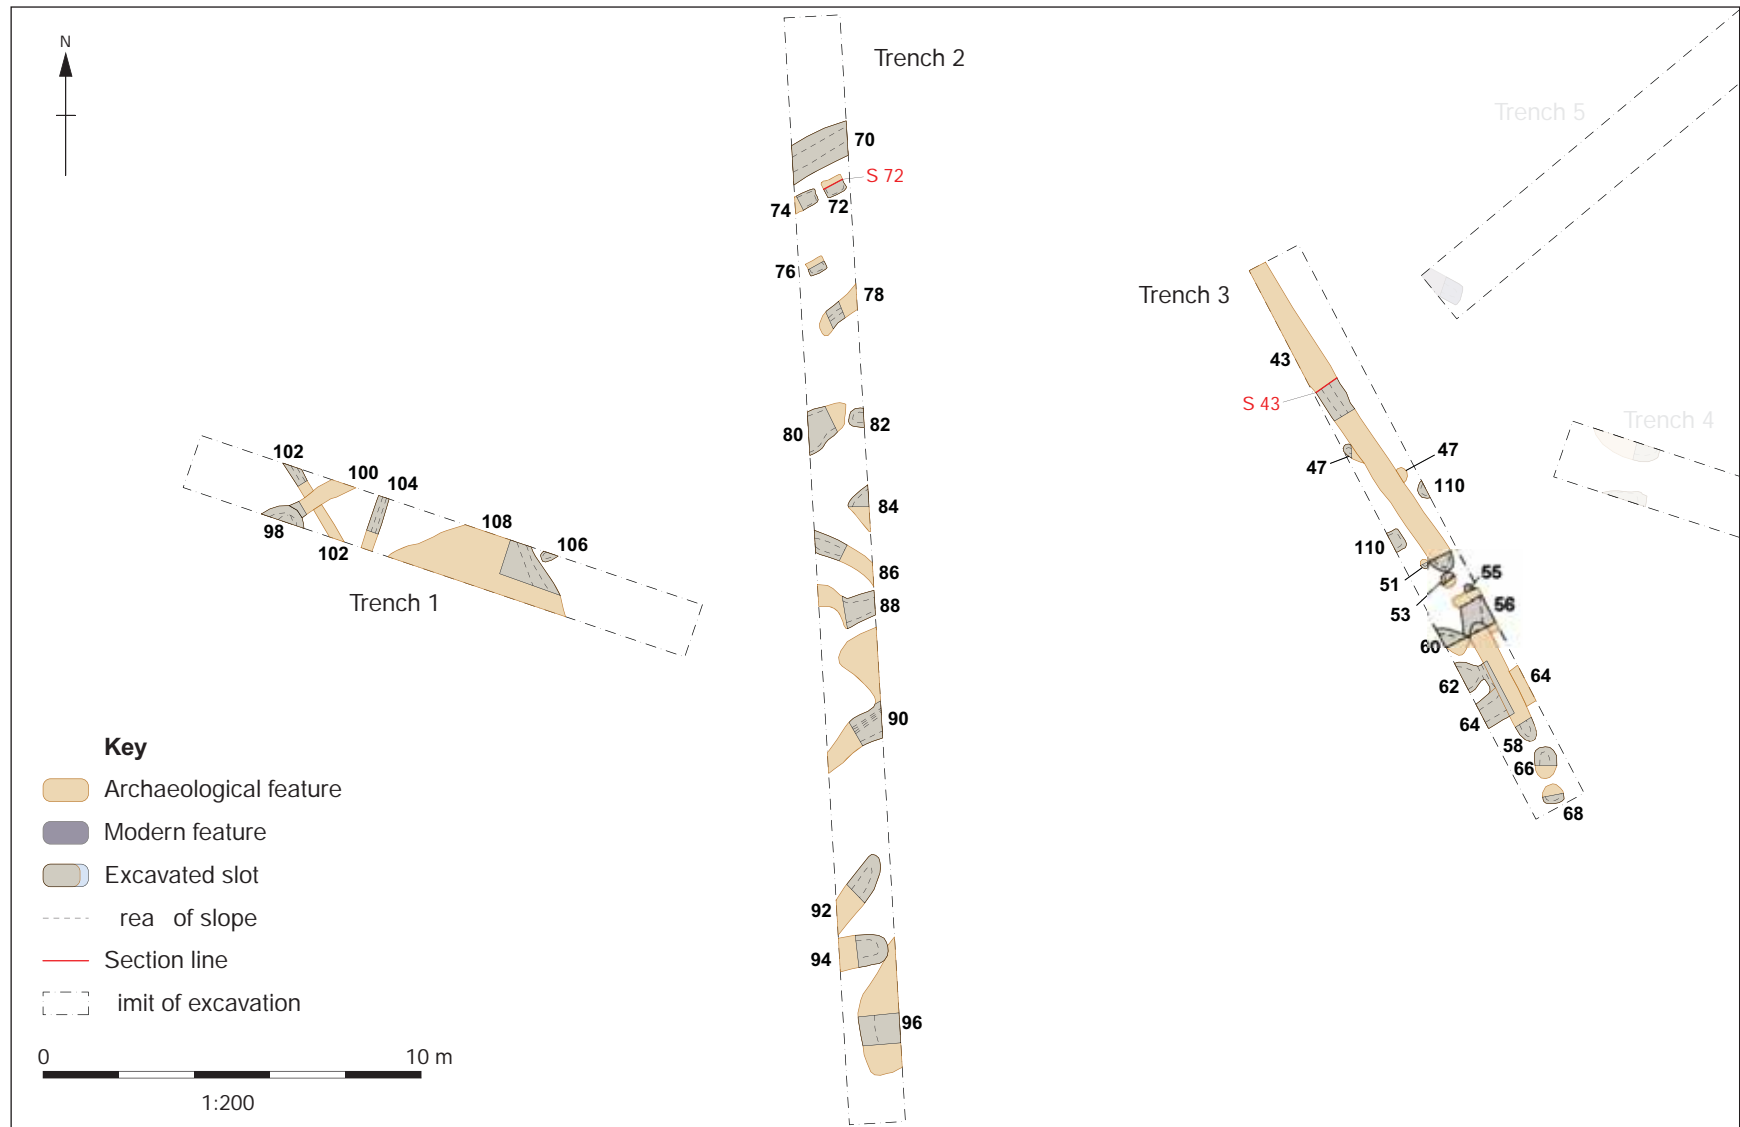 N
Trench 2
Trench 5
70
S 72
74
72
76
78
Trench 3
43
S 43
80
82
47
47
110
Trench 4
102
100
104
84
98
102
108
106
110
86
51
55
53
56
88
60
Trench 1
62
64
64
90
58
66
68
Key
Archaeological feature
Modern feature
Excavated slot
rea of slope
Section line
imit of excavation
92
94
96
0
10 m
1:200